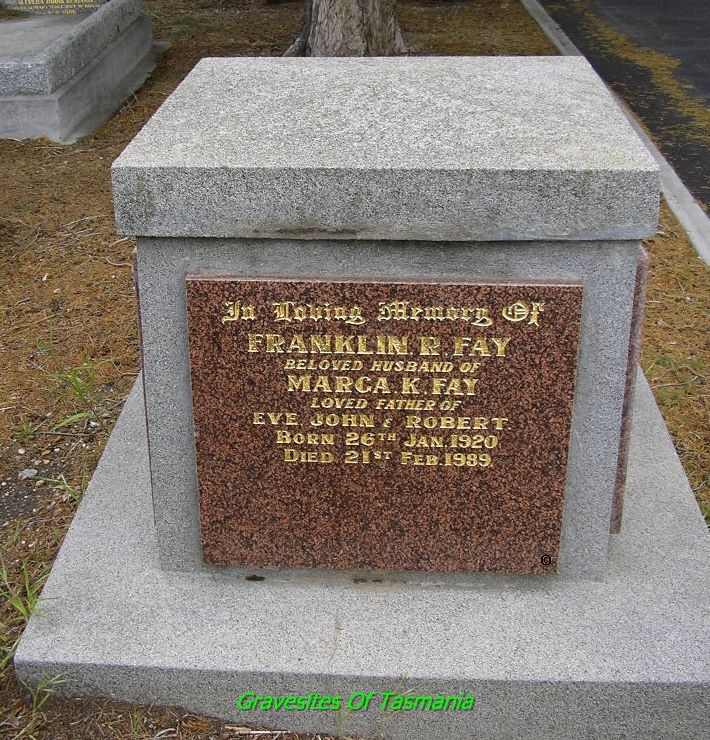 In Loving Memory Of
FRANKLIN R. FAY
BELOVED HUSBAND OF
MARGA K. FAY
LOVED FATHER OF
EVE JOHN & ROBERT.
BORN 26TH JAN. 1920
DIED 21ST FEB. 1989.
Gravesites Of Tasmania